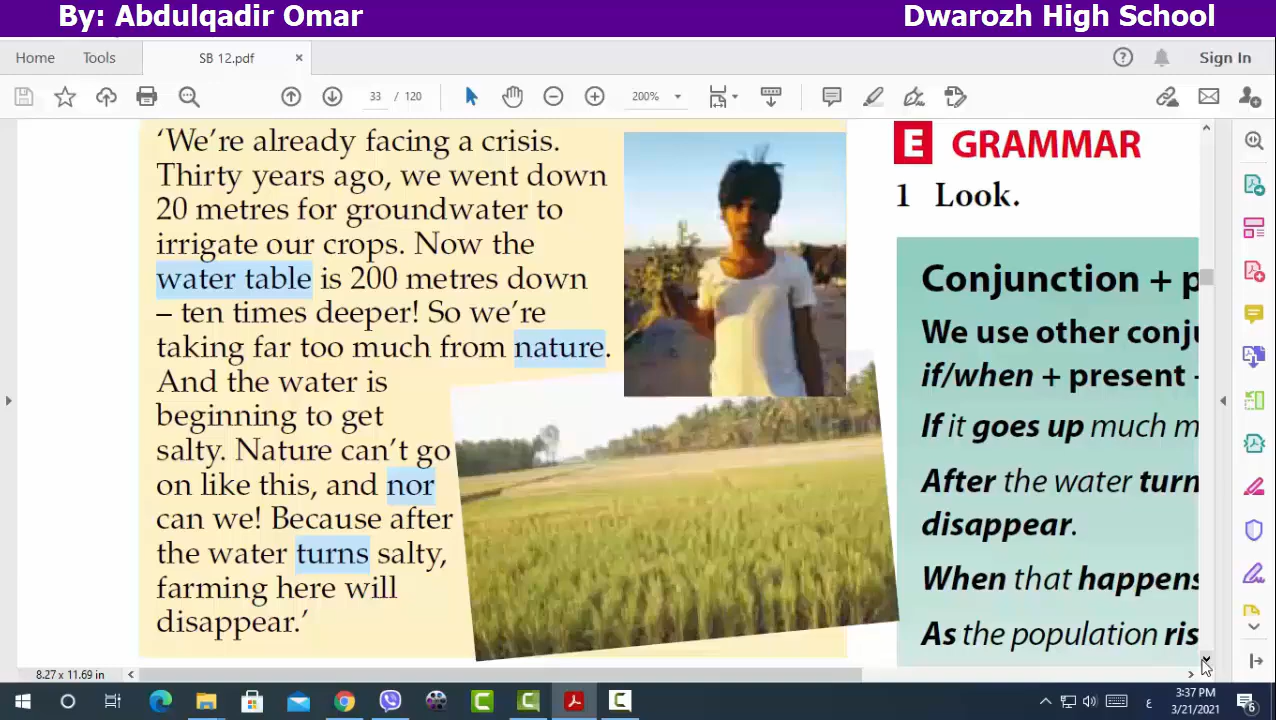 By: Abdulqadir Omar
Dwarozh High School
Home
Tools
SB 12.pdf
×
?
Sign In
33 / 120
200%
‘We’re already facing a crisis.
Thirty years ago, we went down
20 metres for groundwater to
irrigate our crops. Now the
water table is 200 metres down
– ten times deeper! So we’re
taking far too much from nature.
And the water is
beginning to get
salty. Nature can’t go
on like this, and nor
can we! Because after
the water turns salty,
farming here will
disappear.’
E GRAMMAR
1 Look.
Conjunction + p
We use other conju
if/when + present
If it goes up much m
After the water turn
disappear.
When that happens
As the population ris
8.27 x 11.69 in
3:37 PM
ع
3/21/2021
6